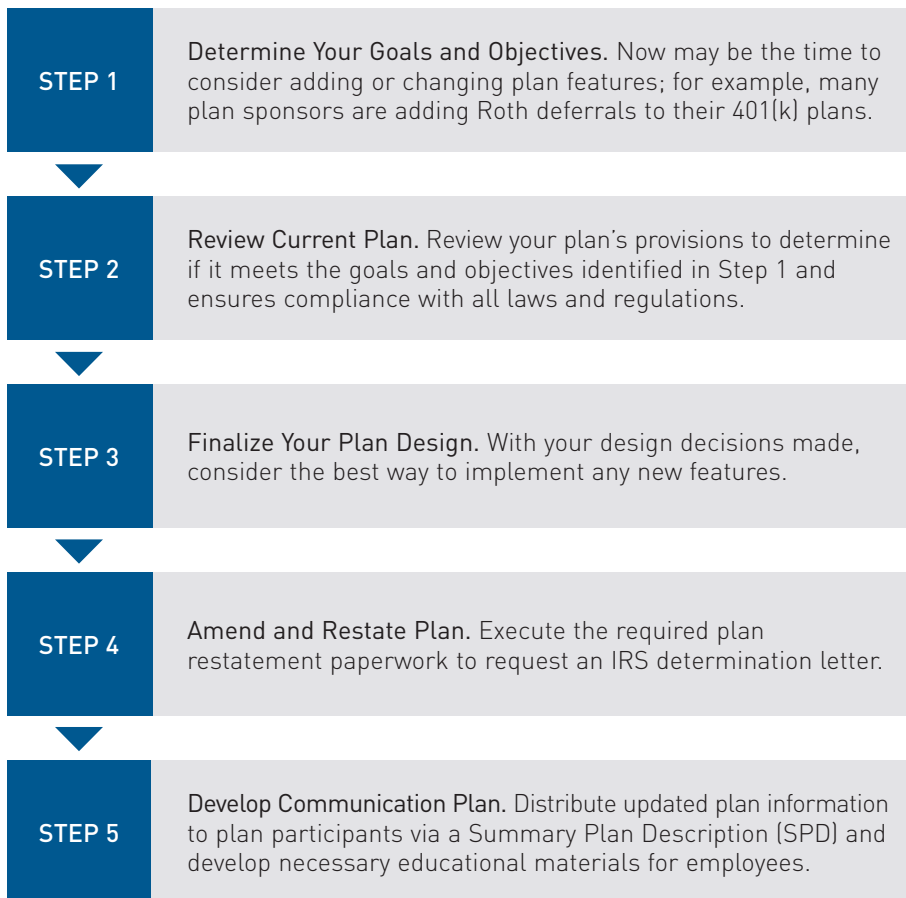 STEP 1
Determine Your Goals and Objectives. Now may be the time to
consider adding or changing plan features; for example, many
plan sponsors are adding Roth deferrals to their 401(k) plans.
STEP 2
Review Current Plan. Review your plan's provisions to determine
if it meets the goals and objectives identified in Step 1 and
ensures compliance with all laws and regulations.
STEP 3
Finalize Your Plan Design. With your design decisions made,
consider the best way to implement any new features.
STEP 4
Amend and Restate Plan. Execute the required plan
restatement paperwork to request an IRS determination letter.
STEP 5
Develop Communication Plan. Distribute updated plan information
to plan participants via a Summary Plan Description (SPD) and
develop necessary educational materials for employees.